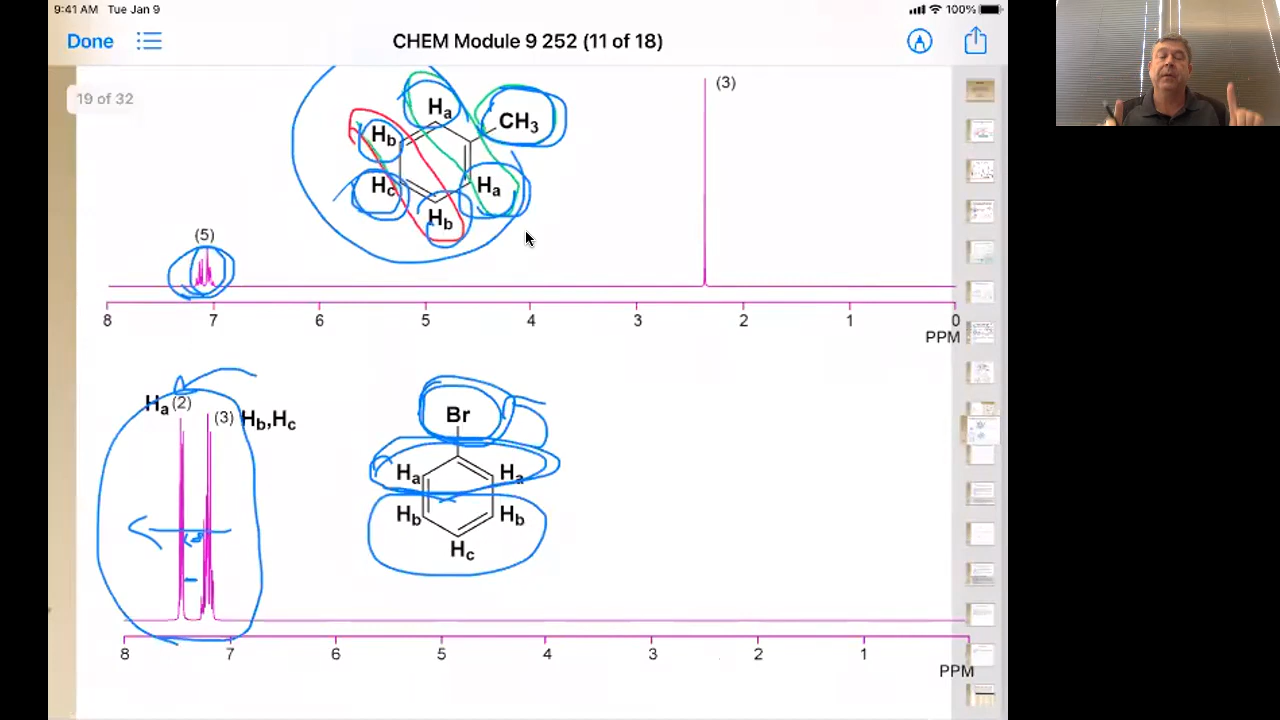 9:41 AM Tue Jan 9
100%
Done
CHEM Module 9 252 (11 of 18)
19 of 32
(3)
Ha
CH3
Hb
Hc
Ha
Hb
(5)
8 7 6 5 4 3 2 1 0
PPM
Ha (2)
(3) Hb,Hc
Br
Ha Ha
Hb Hb
Hc
8 7 6 5 4 3 2 1
PPM